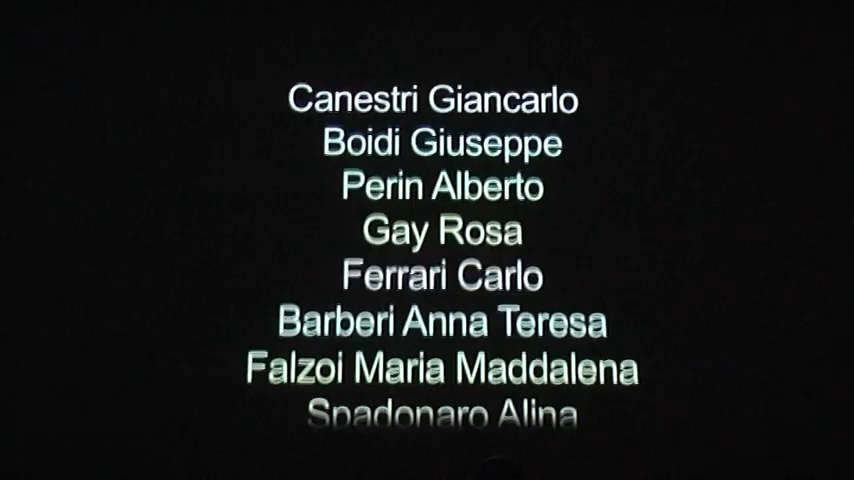 Canestri Giancarlo
Boidi Giuseppe
Perin Alberto
Gay Rosa
Ferrari Carlo
Barberi Anna Teresa
Falzoi Maria Maddalena
Spadonaro Alina